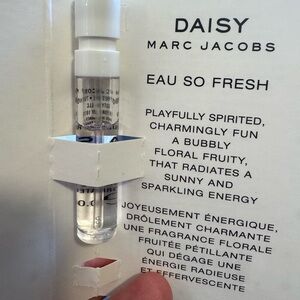 DAISY
MARC JACOBS
EAU SO FRESH
PLAYFULLY SPIRITED,
CHARMINGLY FUN
A BUBBLY
FLORAL FRUITY,
THAT RADIATES A
SUNNY AND
SPARKLING ENERGY
JOYEUSEMENT ÉNERGIQUE,
DRÔLEMENT CHARMANTE
UNE FRAGRANCE FLORALE
FRUITÉE PÉTILLANTE
QUI DÉGAGE UNE
ÉNERGIE RADIEUSE
ET EFFERVESCENTE